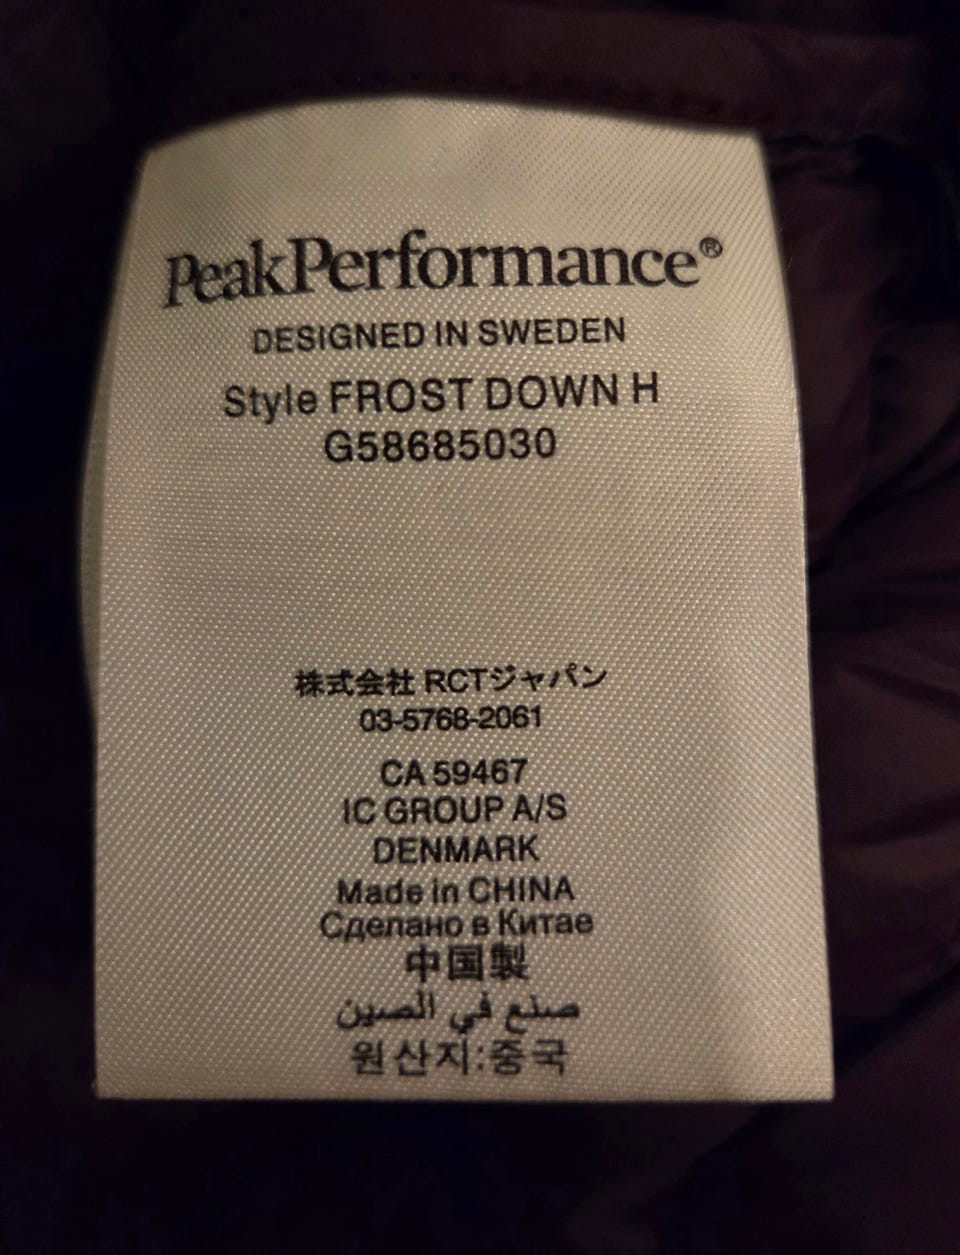 PeakPerformance®
DESIGNED IN SWEDEN
Style FROST DOWN H
G58685030
株式会社 RCTジャパン
03-5768-2061
CA 59467
IC GROUP A/S
DENMARK
Made in CHINA
Сделано в Китае
中国製
صنع في الصين
원산지:중국